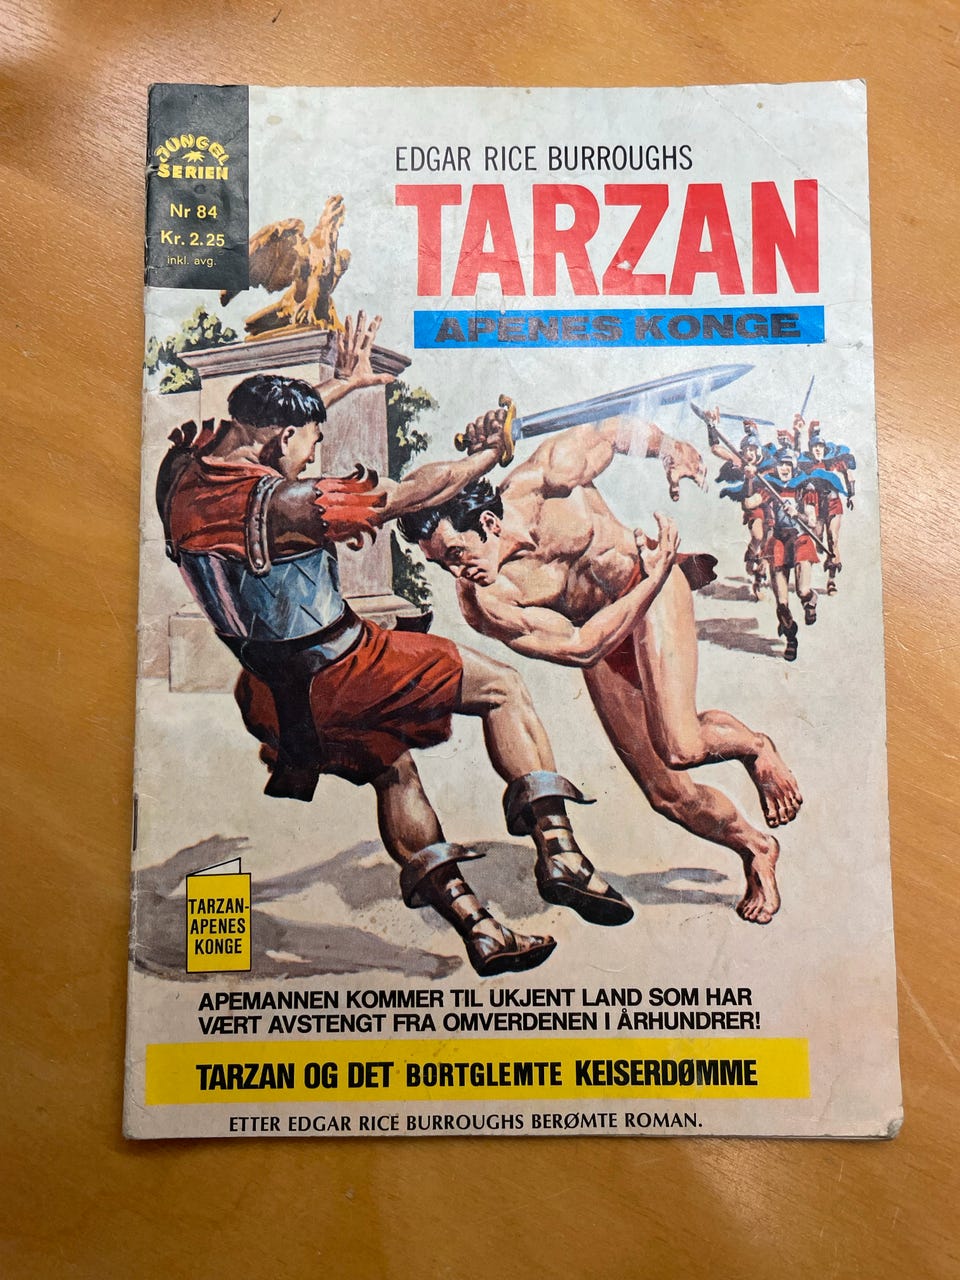 JUNGEL
SERIEN
Nr 84
Kr. 2.25
inkl. avg.
EDGAR RICE BURROUGHS
TARZAN
APENES KONGE
TARZAN-
APENES
KONGE
APEMANNEN KOMMER TIL UKJENT LAND SOM HAR
VÆRT AVSTENGT FRA OMVERDENEN I ÅRHUNDRER!
TARZAN OG DET BORTGLEMTE KEISERDØMME
ETTER EDGAR RICE BURROUGHS BERØMTE ROMAN.